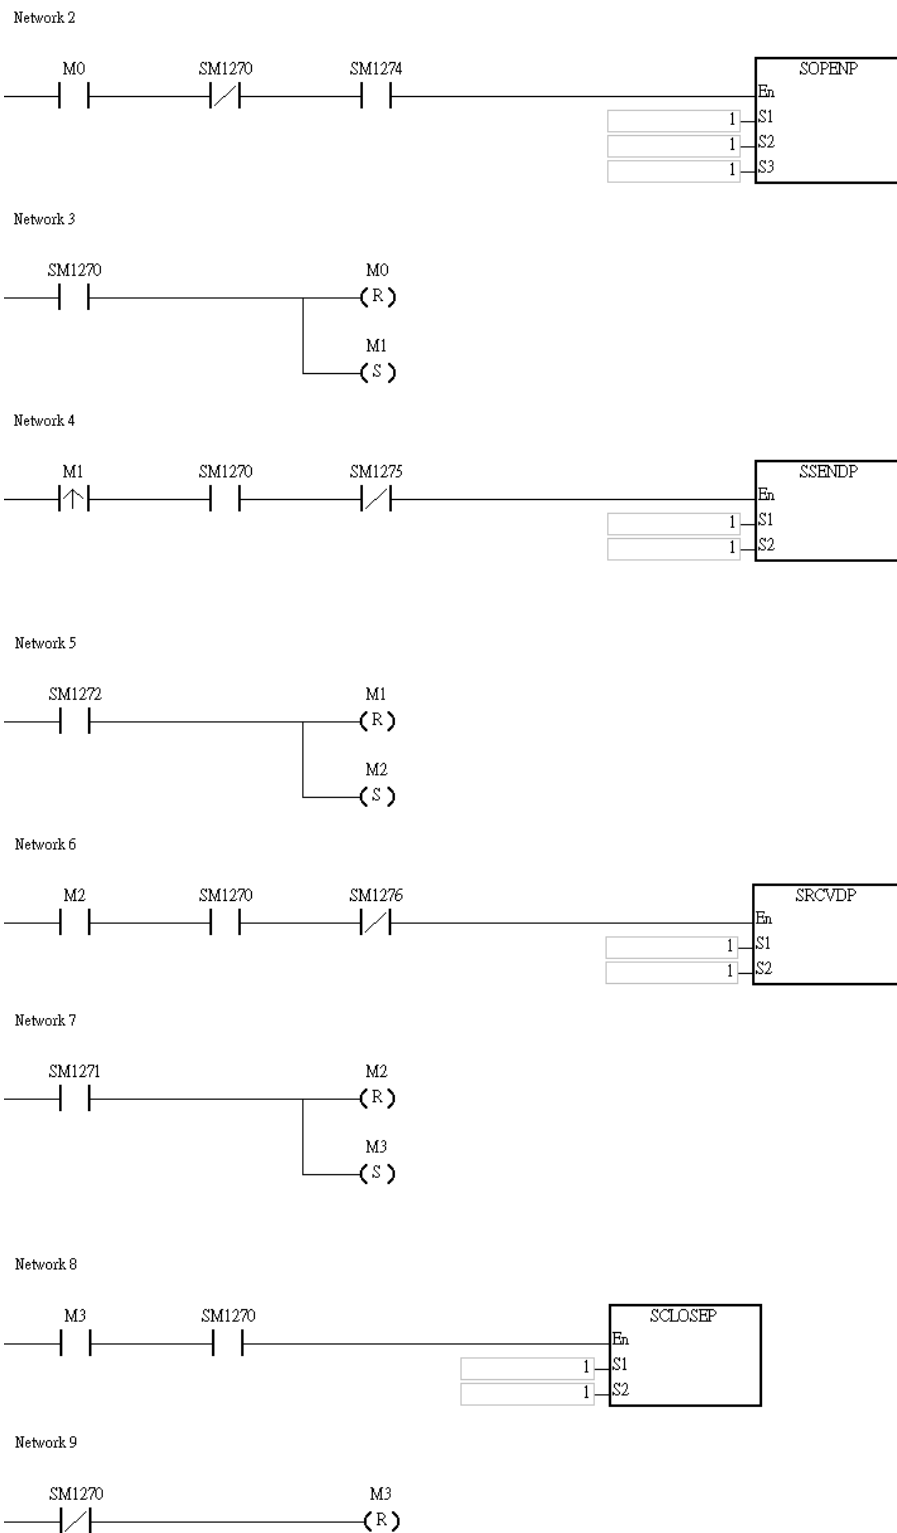 Network 2
M0 SM1270 SM1274 SOPENP
En
1 S1
1 S2
1 S3
Network 3
SM1270 M0
R
M1
S
Network 4
M1 SM1270 SM1275 SSENDP
En
1 S1
1 S2
Network 5
SM1272 M1
R
M2
S
Network 6
M2 SM1270 SM1276 SRCVDP
En
1 S1
1 S2
Network 7
SM1271 M2
R
M3
S
Network 8
M3 SM1270 SCLOSEP
En
1 S1
1 S2
Network 9
SM1270 M3
R